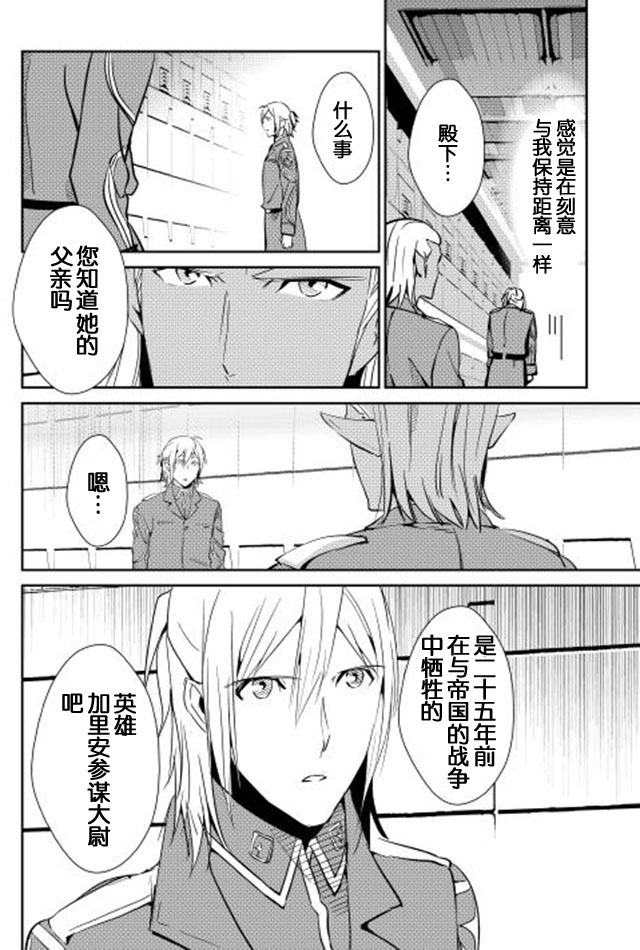 感觉是在刻意
与我保持距离一样
殿下…
什么事
您知道她的
父亲吗
嗯…
是二十五年前
在与帝国的战争
中牺牲的
英雄
加里安参谋大尉
吧